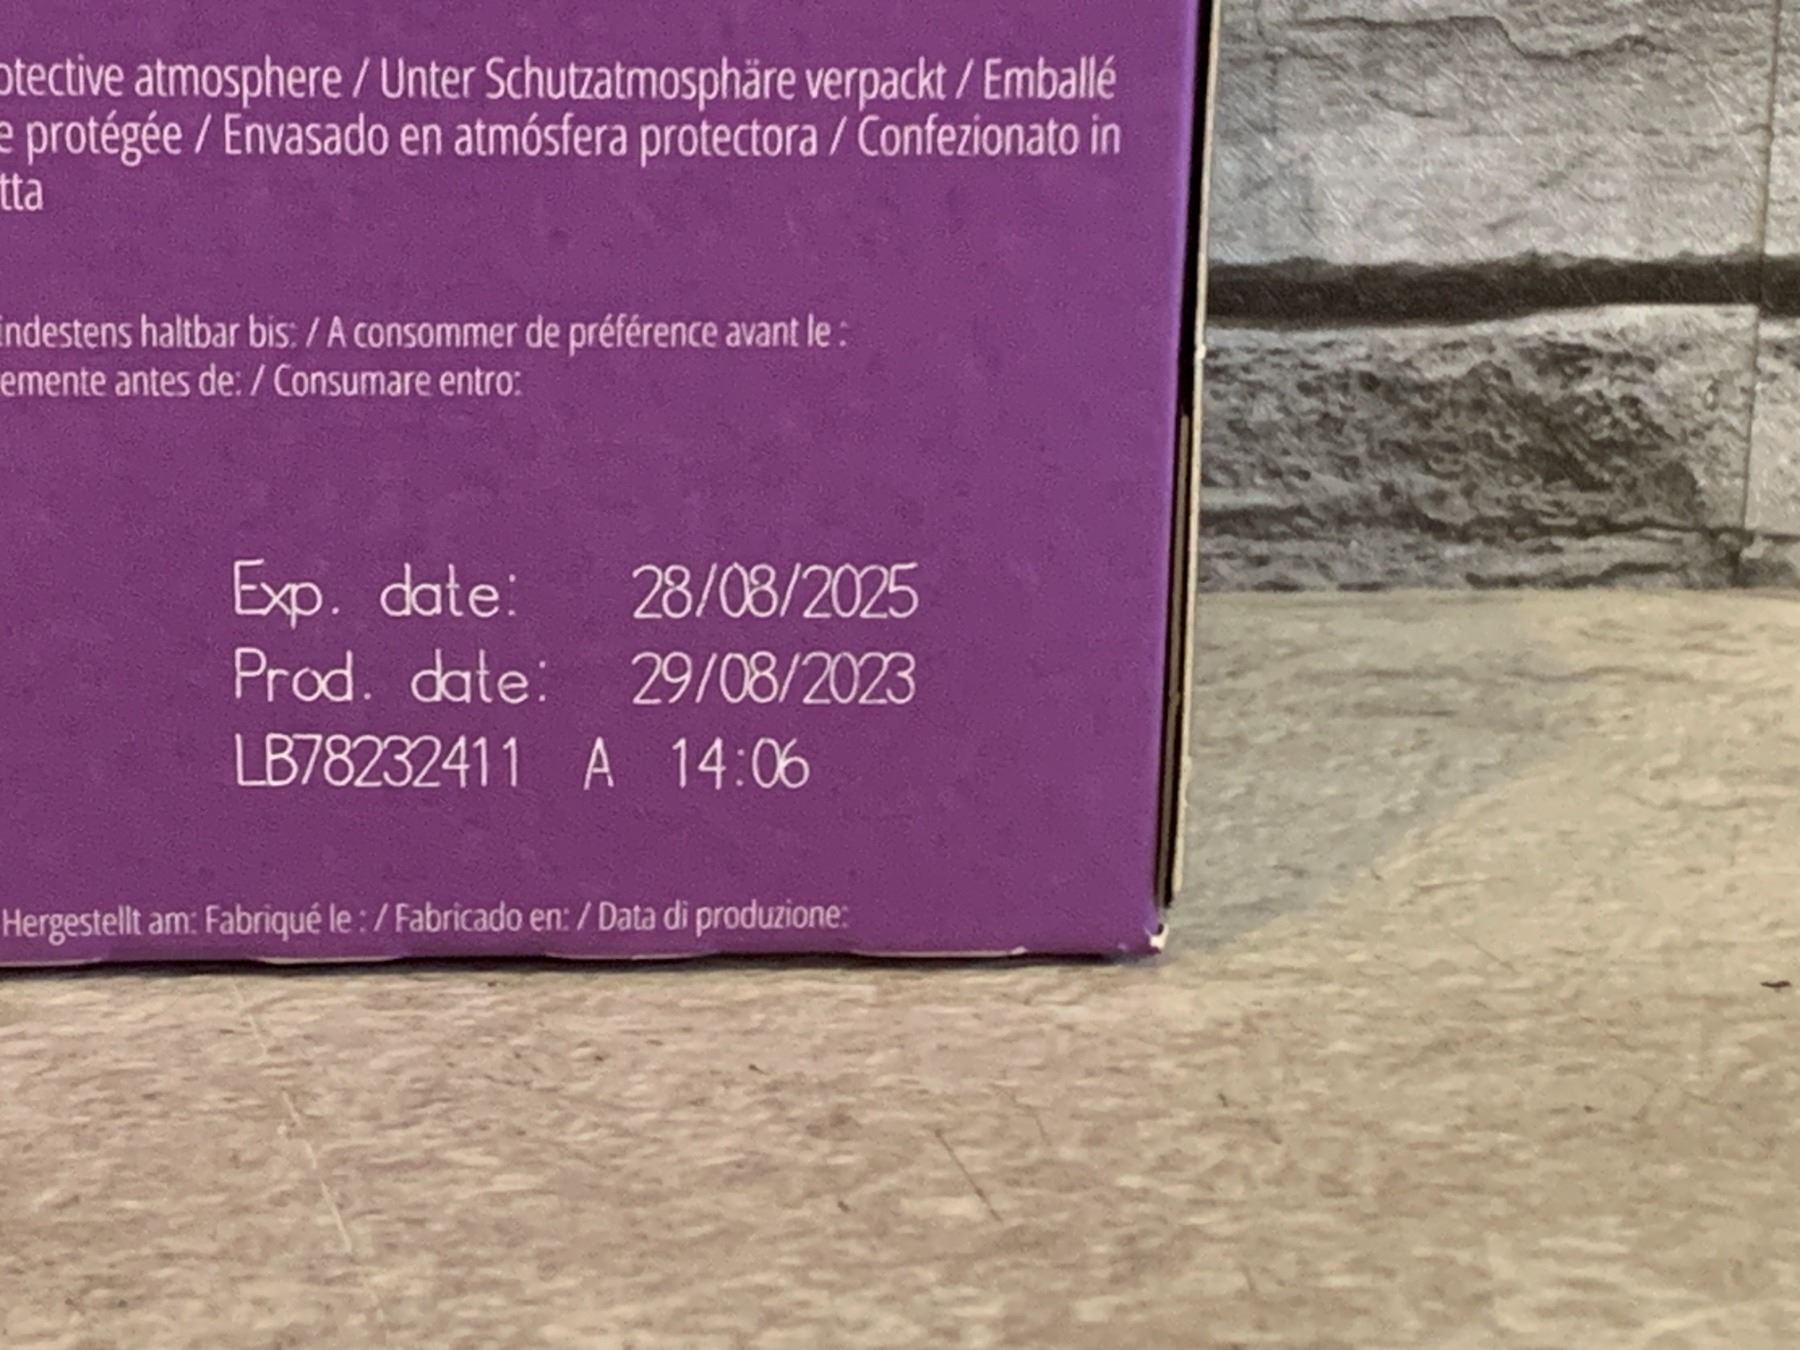 otective atmosphere / Unter Schutzatmosphäre verpackt / Emballé
e protégée / Envasado en atmósfera protectora / Confezionato in
tta
indestens haltbar bis: / A consommer de préférence avant le :
emente antes de: / Consumare entro:
Exp. date: 28/08/2025
Prod. date: 29/08/2023
LB78232411 A 14:06
Hergestellt am: Fabriqué le : / Fabricado en: / Data di produzione: